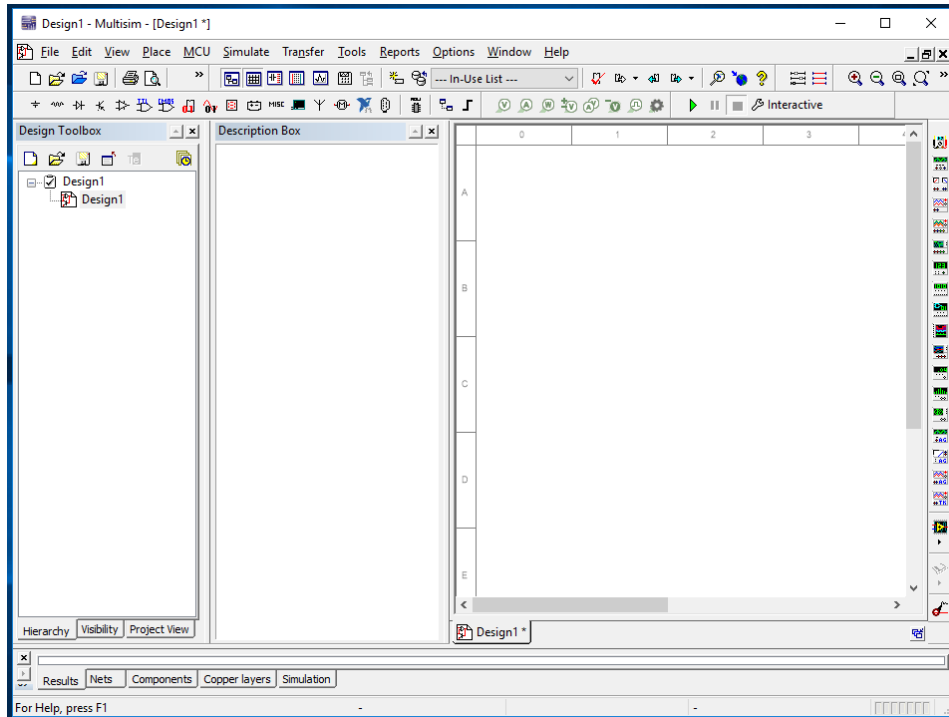 Design1 - Multisim - [Design1 *]
File Edit View Place MCU Simulate Transfer Tools Reports Options Window Help
--- In-Use List ---
MISC Interactive
Design Toolbox
Description Box
0 1 2 3
Design1
Design1
A
B
C
D
E
Hierarchy Visibility Project View
Design1 *
Results Nets Components Copper layers Simulation
For Help, press F1 - -